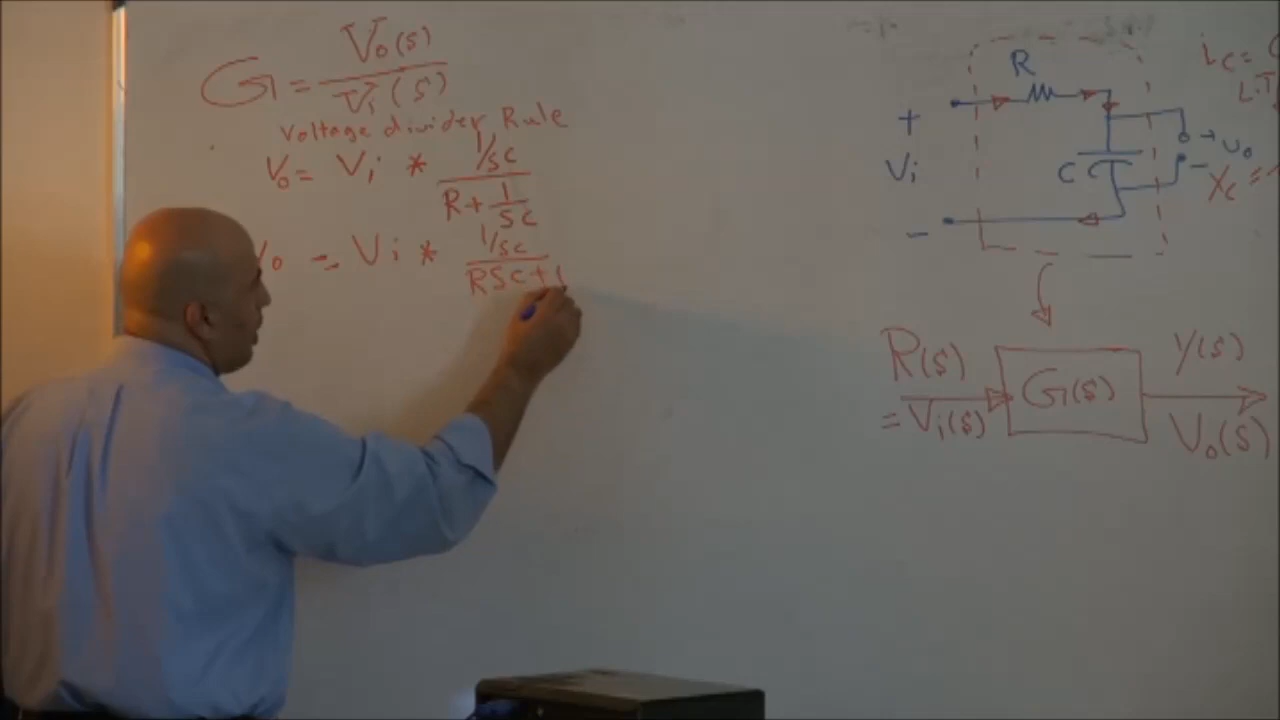 G = Vo(s) / Vi(s)
Voltage divider Rule
Vo = Vi * (1/SC) / (R + 1/SC)
Vo = Vi * (1/SC) / (RSC + 1
R
+
Vi
-
C
+
Vo
-
ic =
L.T
Xc =
R(s)
= Vi(s)
G(s)
Y(s)
Vo(s)